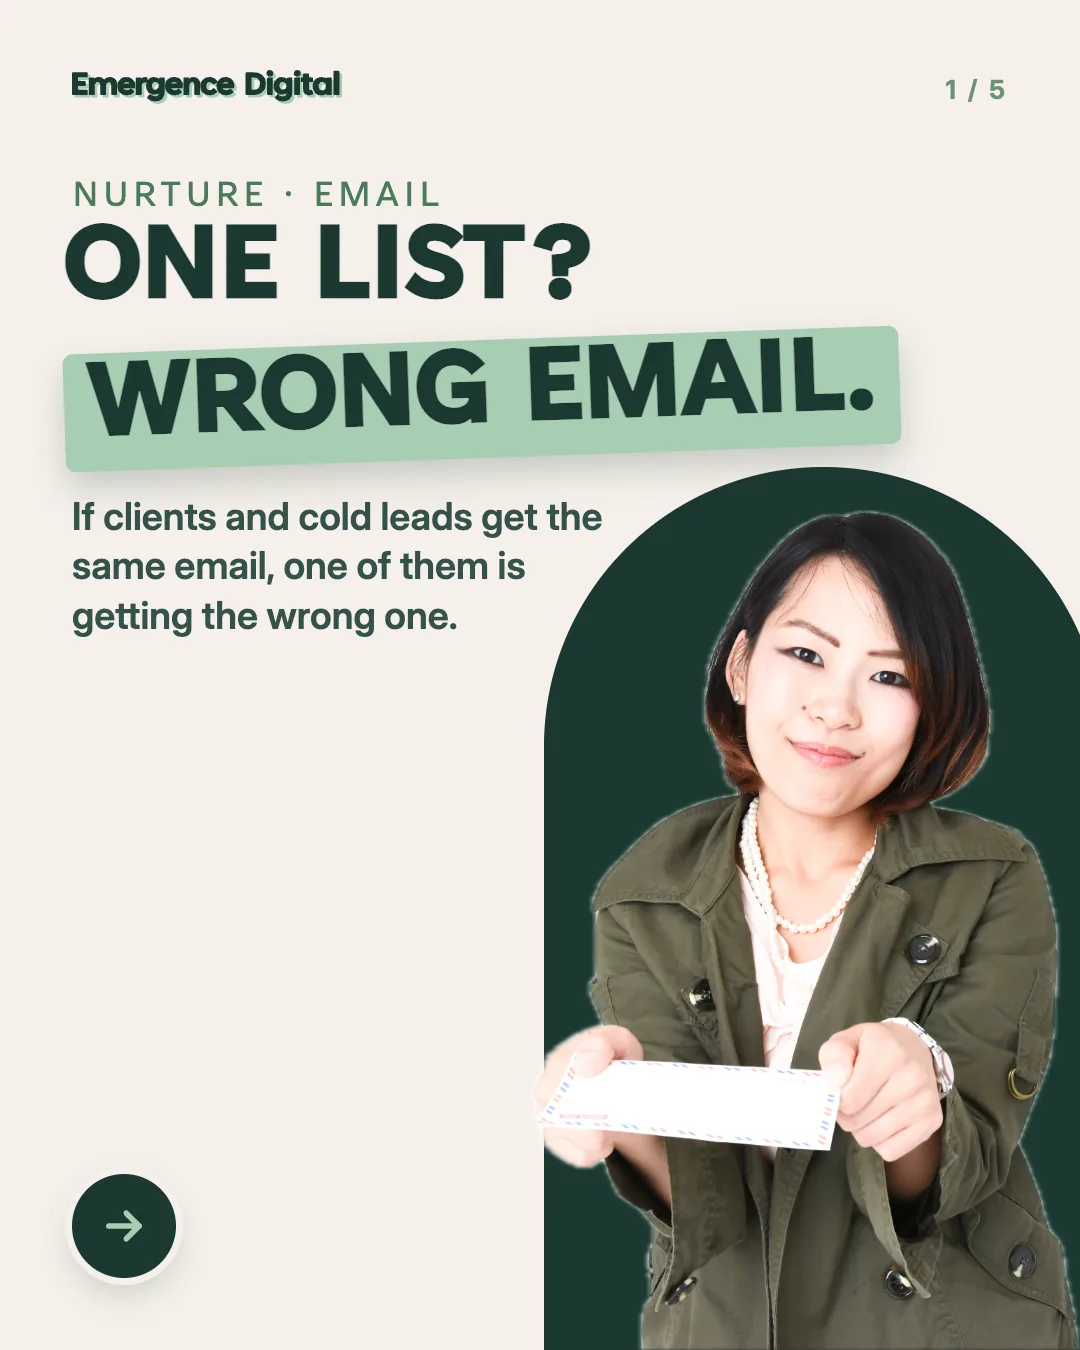 Emergence Digital
1 / 5
NURTURE · EMAIL
ONE LIST?
WRONG EMAIL.
If clients and cold leads get the
same email, one of them is
getting the wrong one.